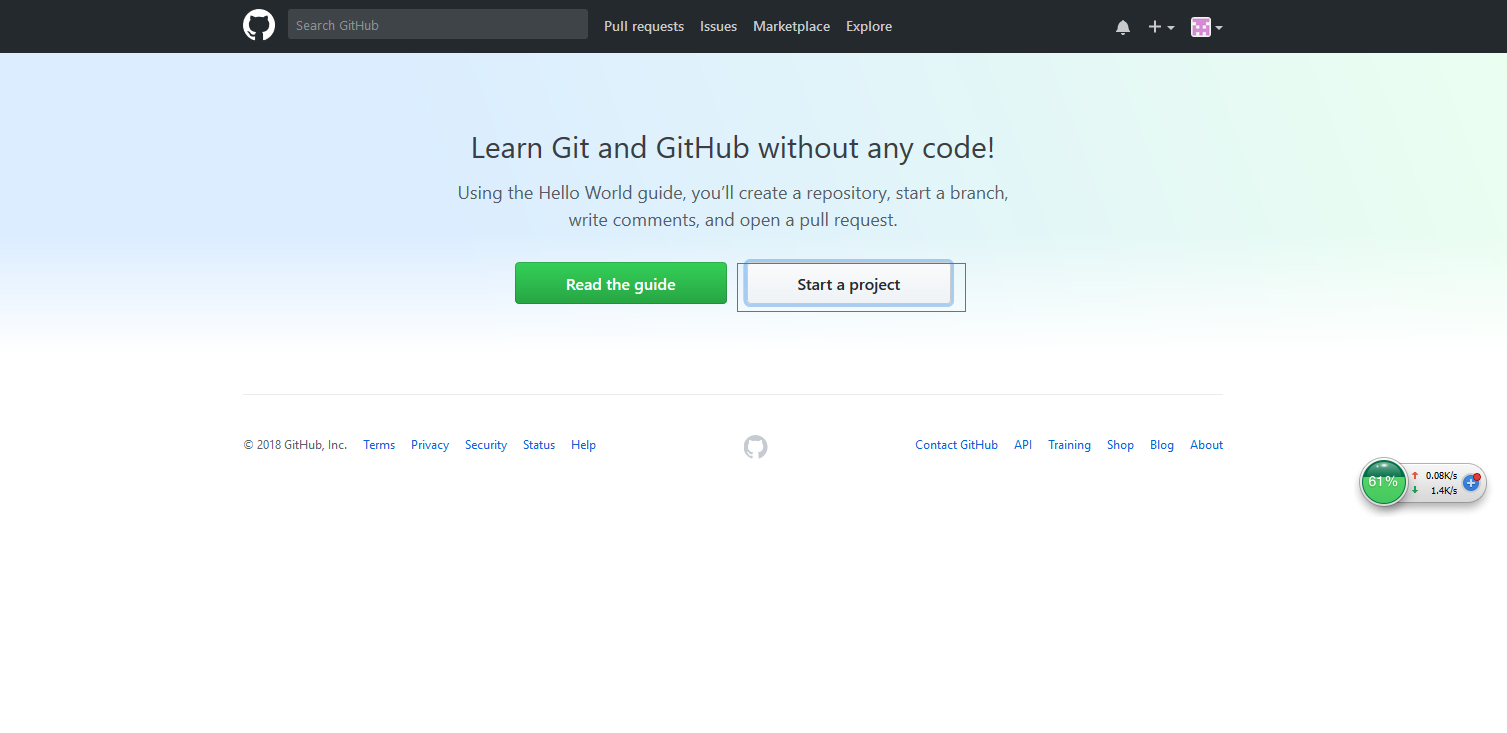 Search GitHub
Pull requests
Issues
Marketplace
Explore
Learn Git and GitHub without any code!
Using the Hello World guide, you’ll create a repository, start a branch,
write comments, and open a pull request.
Read the guide
Start a project
© 2018 GitHub, Inc.
Terms
Privacy
Security
Status
Help
Contact GitHub
API
Training
Shop
Blog
About
61%
0.08K/s
1.4K/s